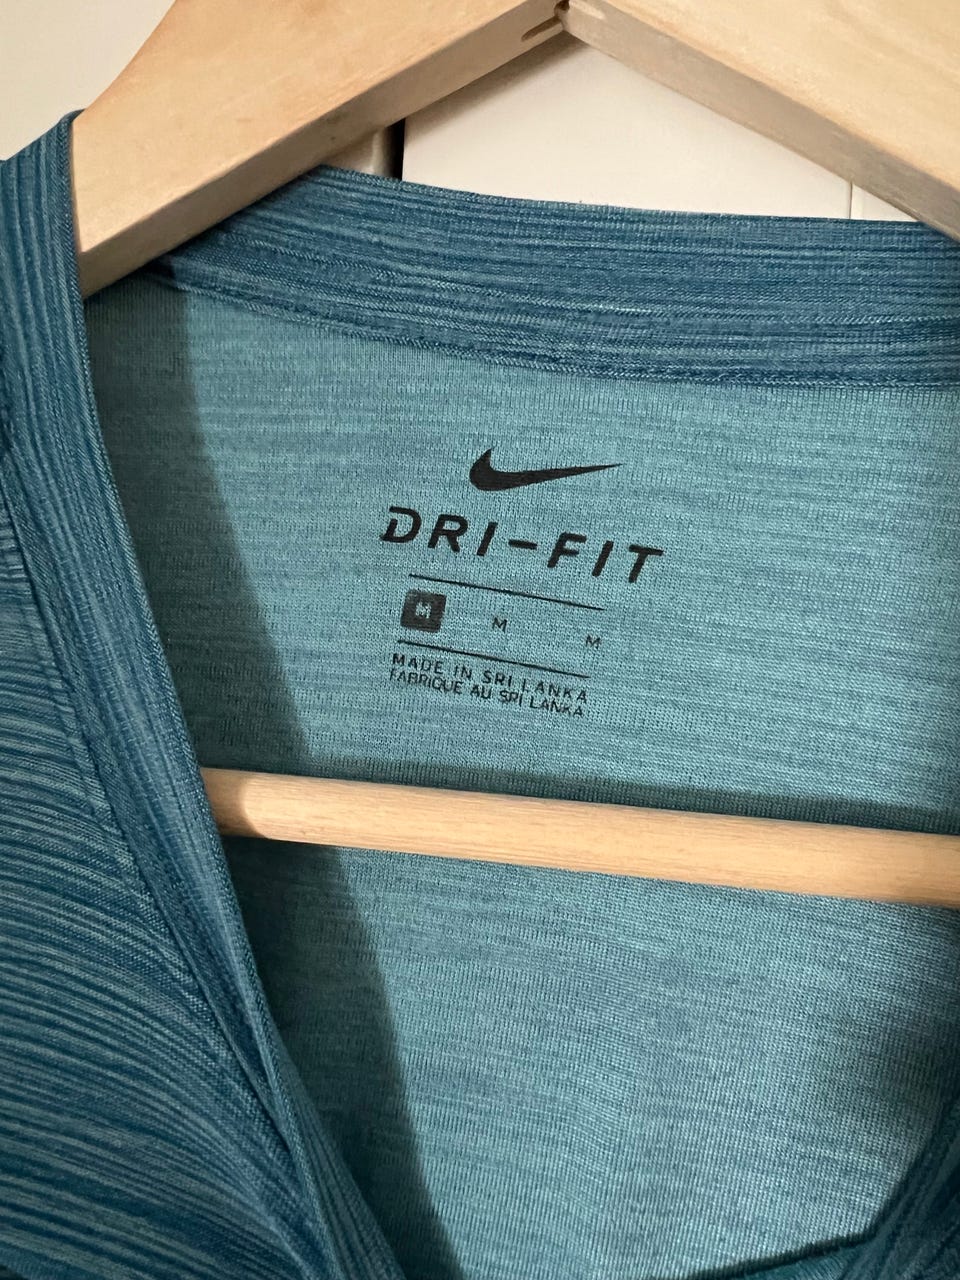 DRI-FIT
M M M
MADE IN SRI LANKA
FABRIQUE AU SRI LANKA